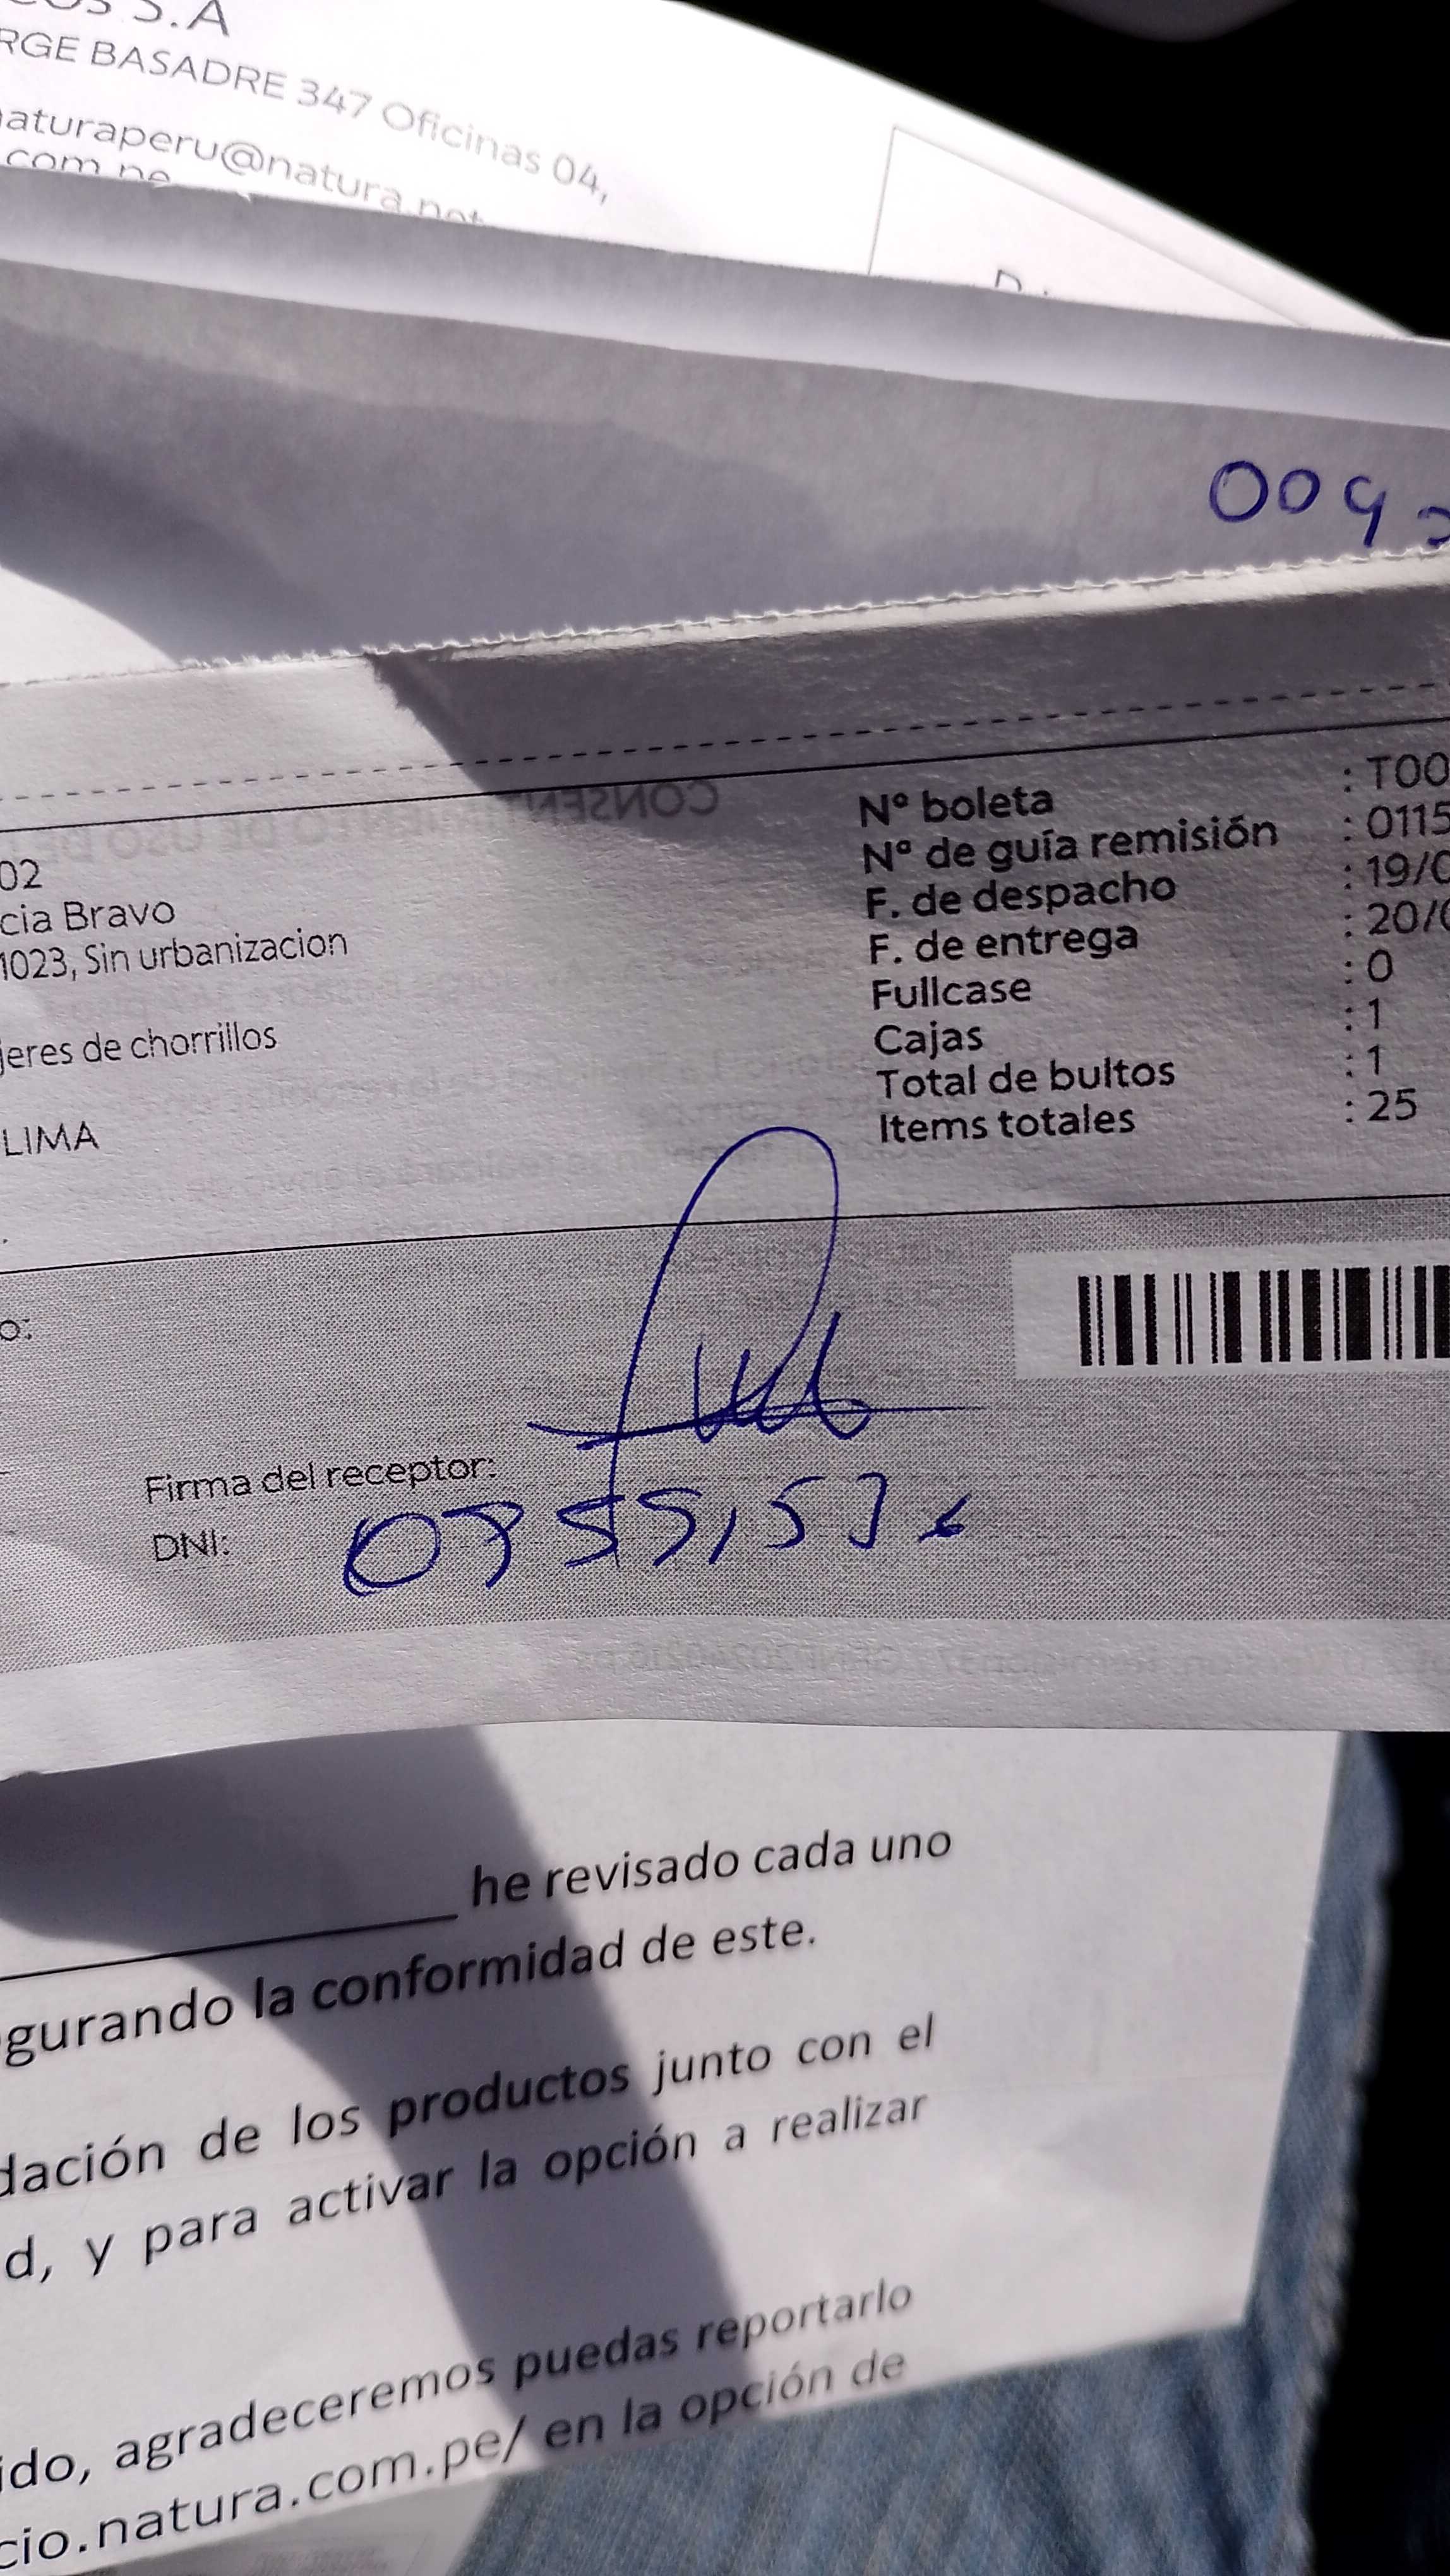 S.A
RGE BASADRE 347 Oficinas 04,
naturaperu@natura.net
.com.pe
009
Nº boleta : T00
Nº de guía remisión : 0115
02
F. de despacho : 19/0
cia Bravo
F. de entrega : 20/0
1023, Sin urbanizacion
Fullcase : 0
Cajas : 1
jeres de chorrillos
Total de bultos : 1
Items totales : 25
LIMA
o:
Firma del receptor:
DNI:
he revisado cada uno
gurando la conformidad de este.
dación de los productos junto con el
d, y para activar la opción a realizar
ido, agradeceremos puedas reportarlo
cio.natura.com.pe/ en la opción de